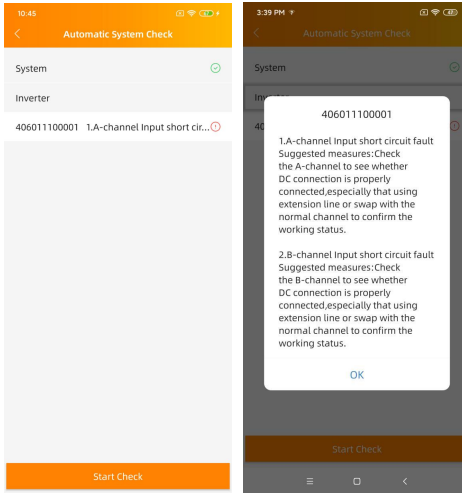 10:45
Automatic System Check
System
Inverter
406011100001 1.A-channel Input short cir...
Start Check
3:39 PM
Automatic System Check
System
406011100001
1.A-channel Input short circuit fault
Suggested measures:Check
the A-channel to see whether
DC connection is properly
connected,especially that using
extension line or swap with the
normal channel to confirm the
working status.
2.B-channel Input short circuit fault
Suggested measures:Check
the B-channel to see whether
DC connection is properly
connected,especially that using
extension line or swap with the
normal channel to confirm the
working status.
OK
Start Check